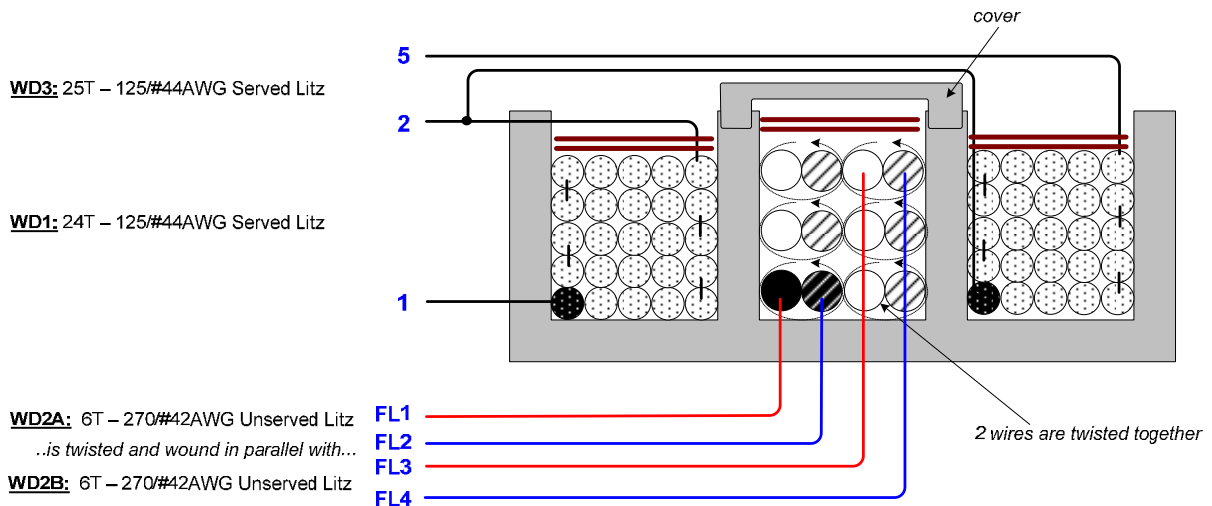 cover
5
WD3: 25T – 125/#44AWG Served Litz
2
WD1: 24T – 125/#44AWG Served Litz
1
WD2A: 6T – 270/#42AWG Unserved Litz
FL1
..is twisted and wound in parallel with...
FL2
2 wires are twisted together
FL3
WD2B: 6T – 270/#42AWG Unserved Litz
FL4